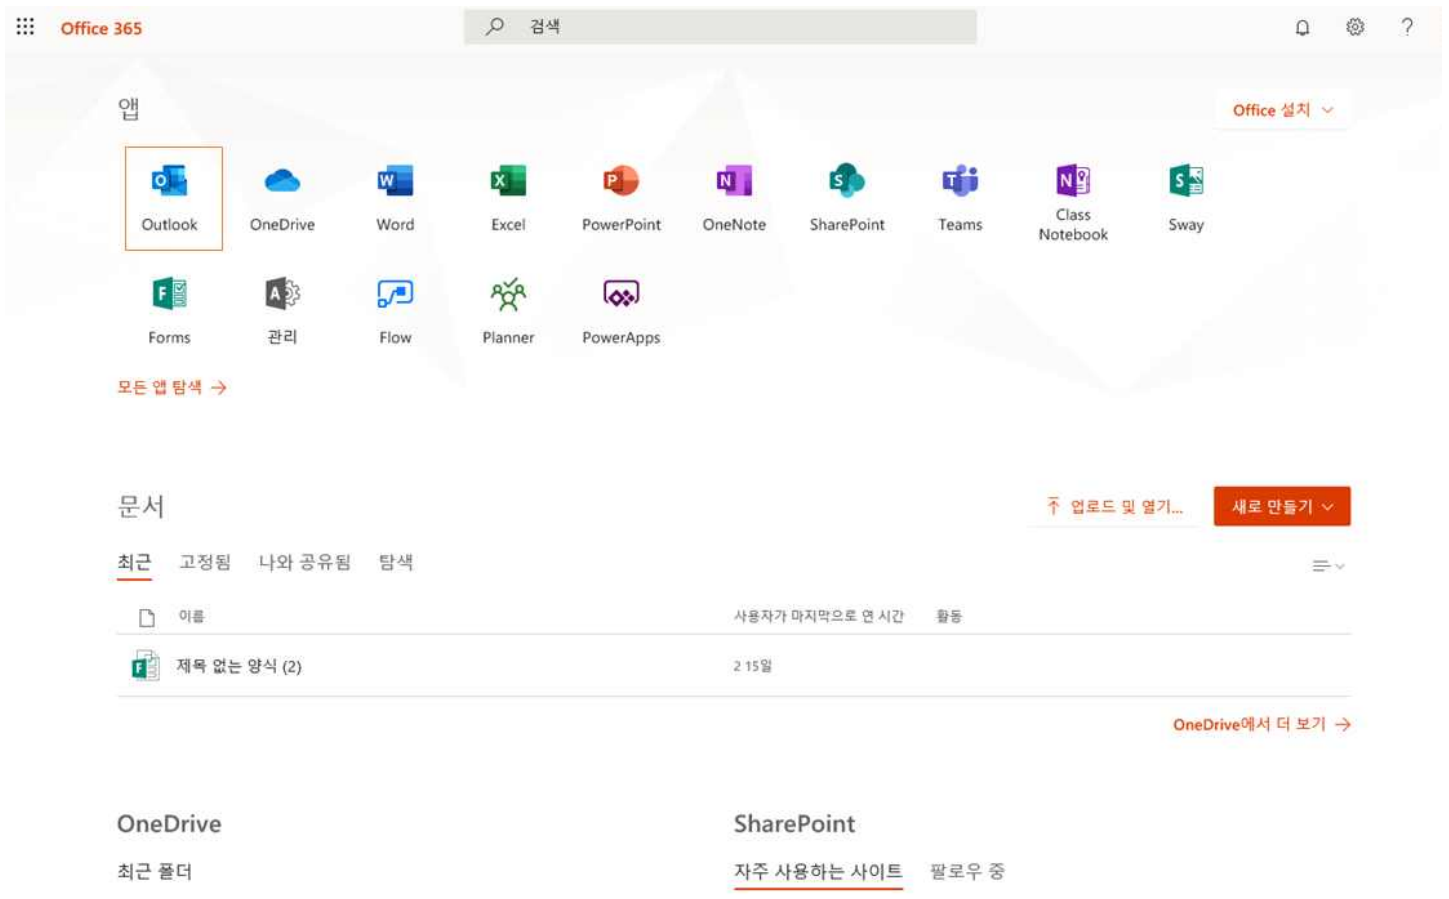 Office 365
검색
앱
Office 설치
Outlook
OneDrive
Word
Excel
PowerPoint
OneNote
SharePoint
Teams
Class
Notebook
Sway
Forms
관리
Flow
Planner
PowerApps
모든 앱 탐색 →
문서
업로드 및 열기...
새로 만들기
최근
고정됨
나와 공유됨
탐색
이름
사용자가 마지막으로 연 시간
활동
제목 없는 양식 (2)
2 15일
OneDrive에서 더 보기 →
OneDrive
SharePoint
최근 폴더
자주 사용하는 사이트
팔로우 중